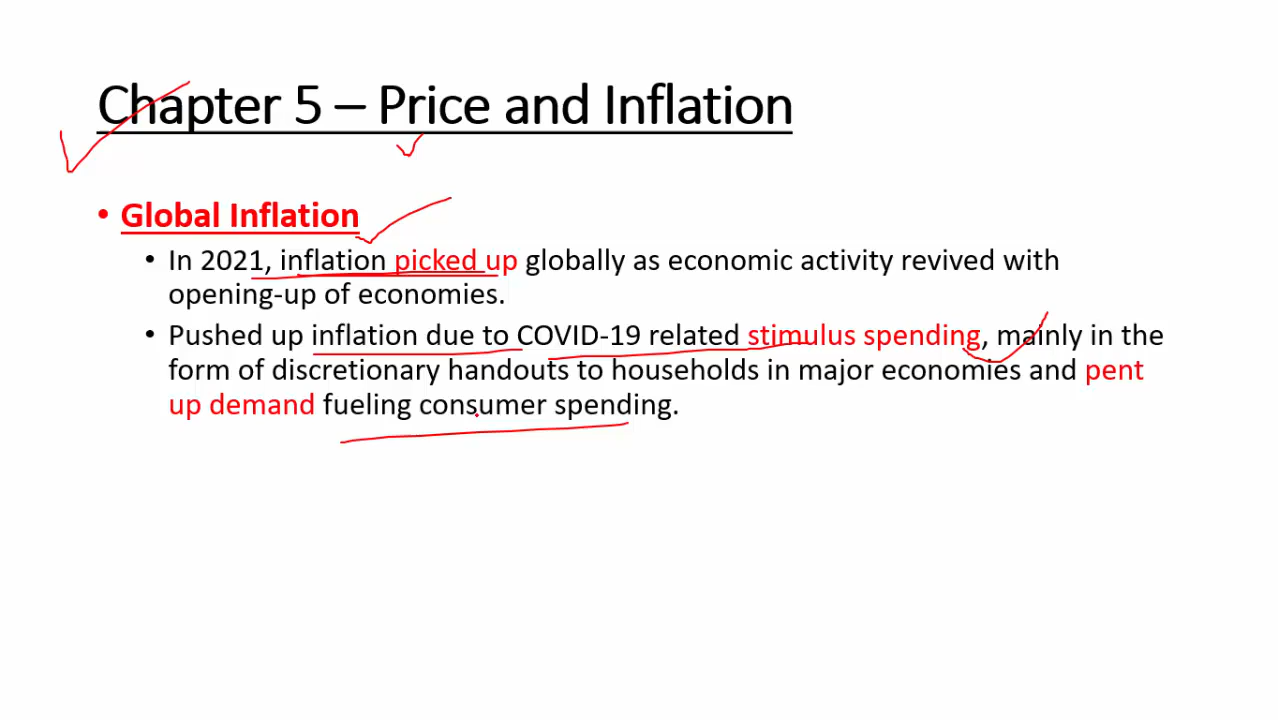 Chapter 5 – Price and Inflation
• Global Inflation
• In 2021, inflation picked up globally as economic activity revived with
opening-up of economies.
• Pushed up inflation due to COVID-19 related stimulus spending, mainly in the
form of discretionary handouts to households in major economies and pent
up demand fueling consumer spending.